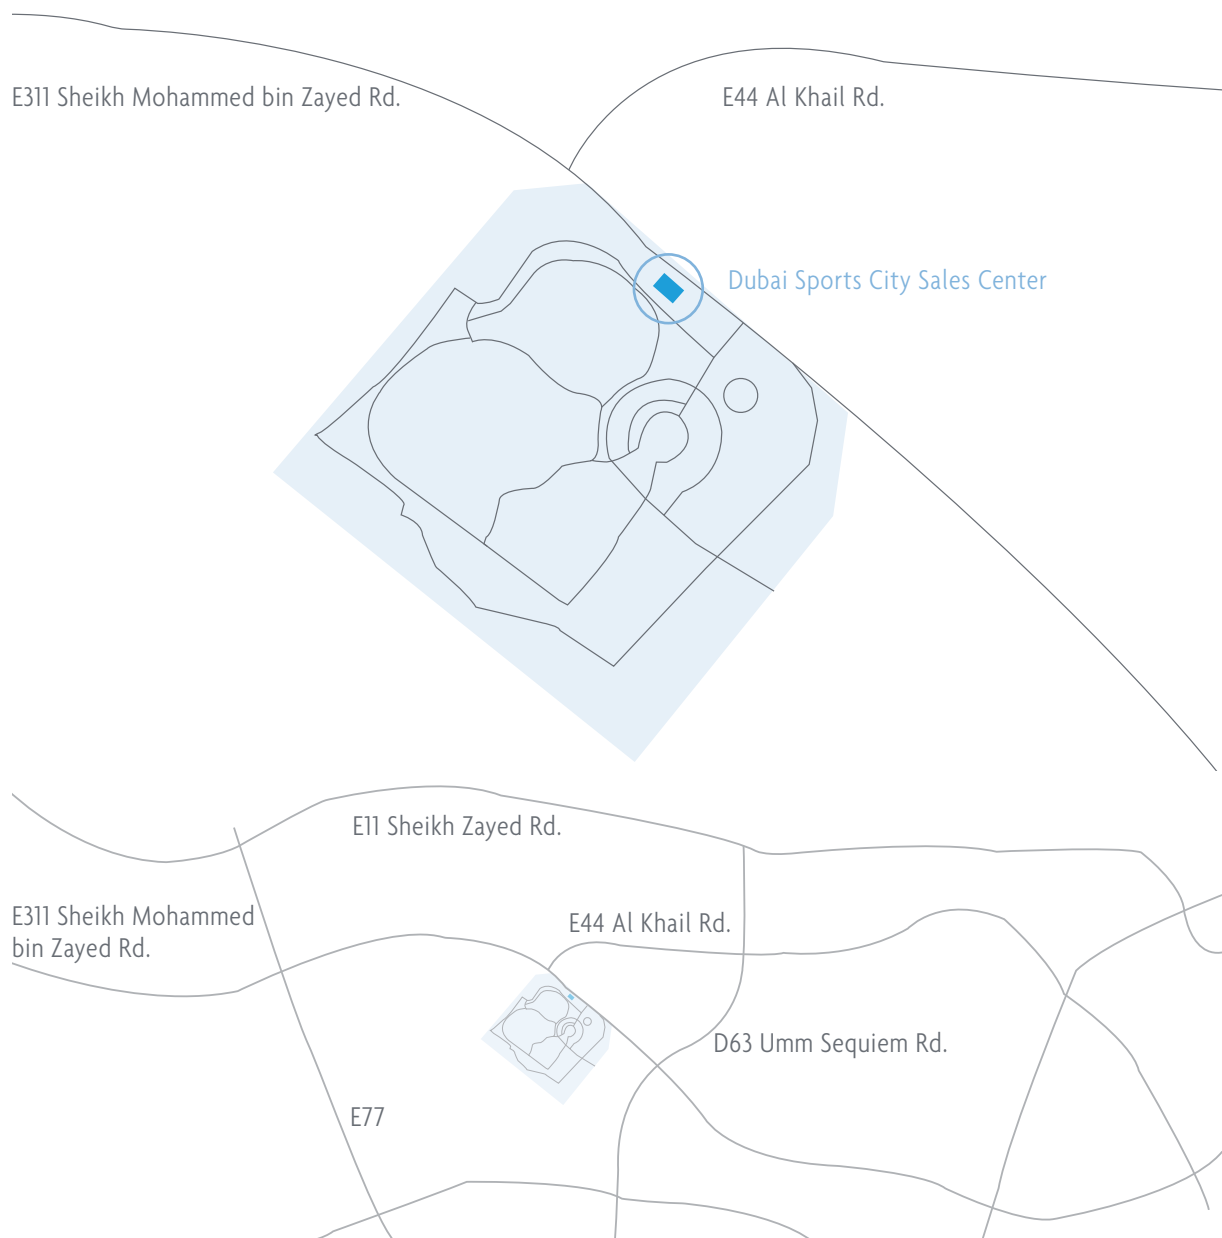 E311 Sheikh Mohammed bin Zayed Rd.
E44 Al Khail Rd.
Dubai Sports City Sales Center
E11 Sheikh Zayed Rd.
E311 Sheikh Mohammed
bin Zayed Rd.
E44 Al Khail Rd.
D63 Umm Sequiem Rd.
E77